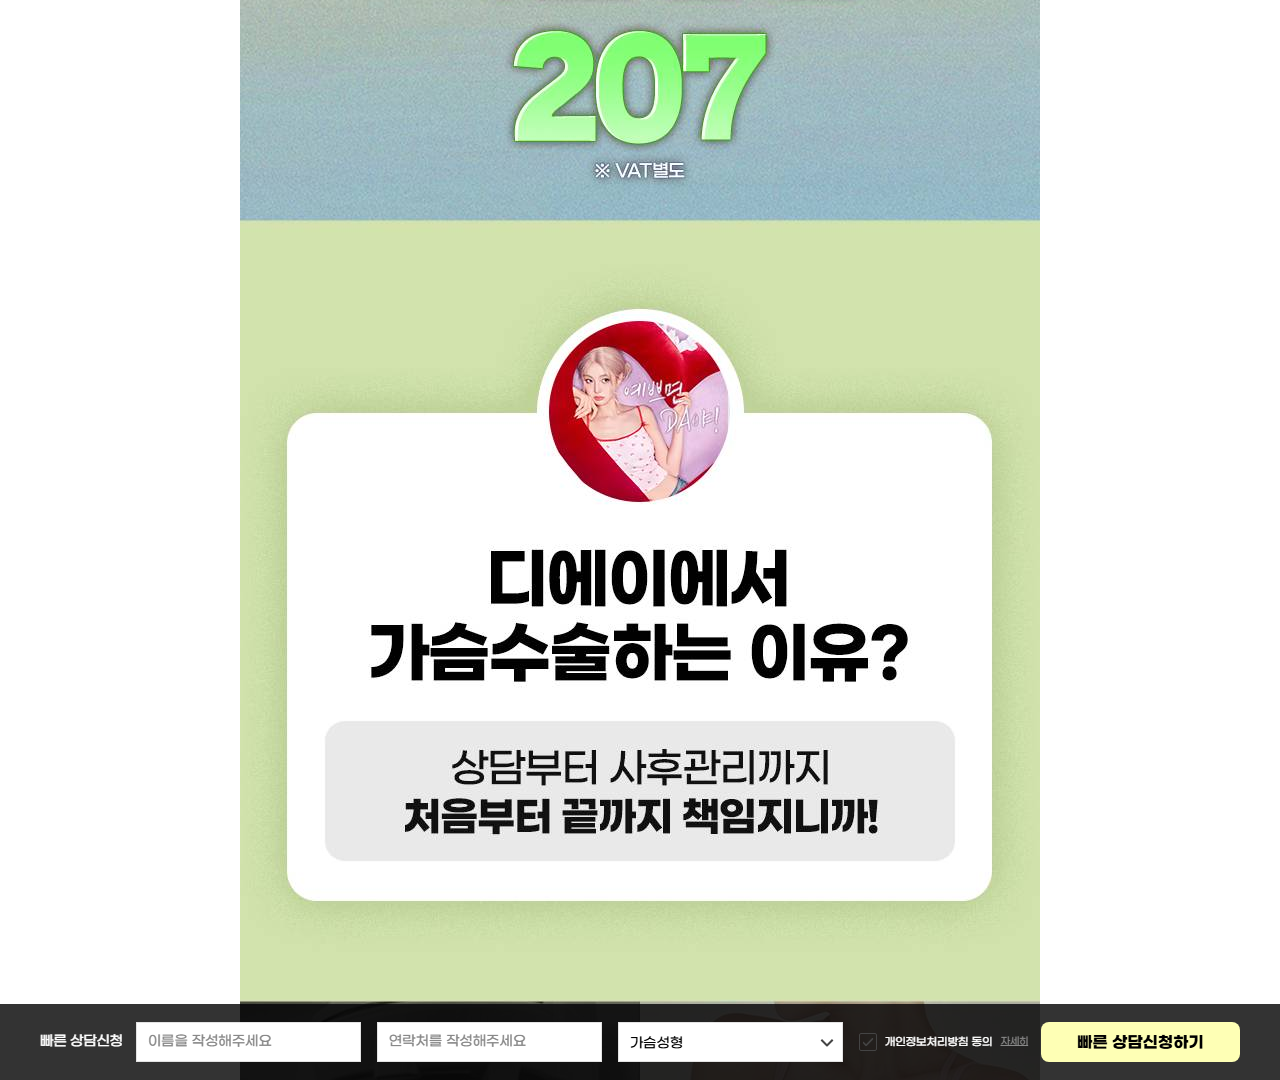 207
※ VAT별도
예쁘면
DA야!
디에이에서
가슴수술하는 이유?
상담부터 사후관리까지
처음부터 끝까지 책임지니까!
빠른 상담신청
이름을 작성해주세요
연락처를 작성해주세요
가슴성형
개인정보처리방침 동의
자세히
빠른 상담신청하기